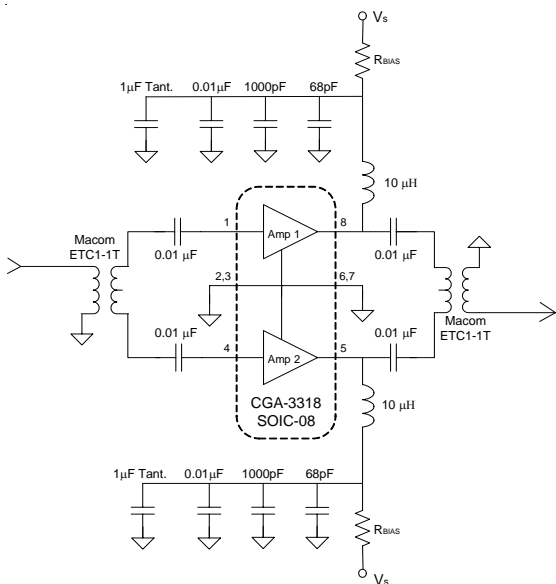 Vs
RBIAS
1μF Tant. 0.01μF 1000pF 68pF
10 μH
1 8
Amp 1
Macom
ETC1-1T
0.01 μF
0.01 μF
2,3 6,7
0.01 μF
0.01 μF
Macom
ETC1-1T
4 5
Amp 2
CGA-3318
SOIC-08
10 μH
1μF Tant. 0.01μF 1000pF 68pF
RBIAS
Vs